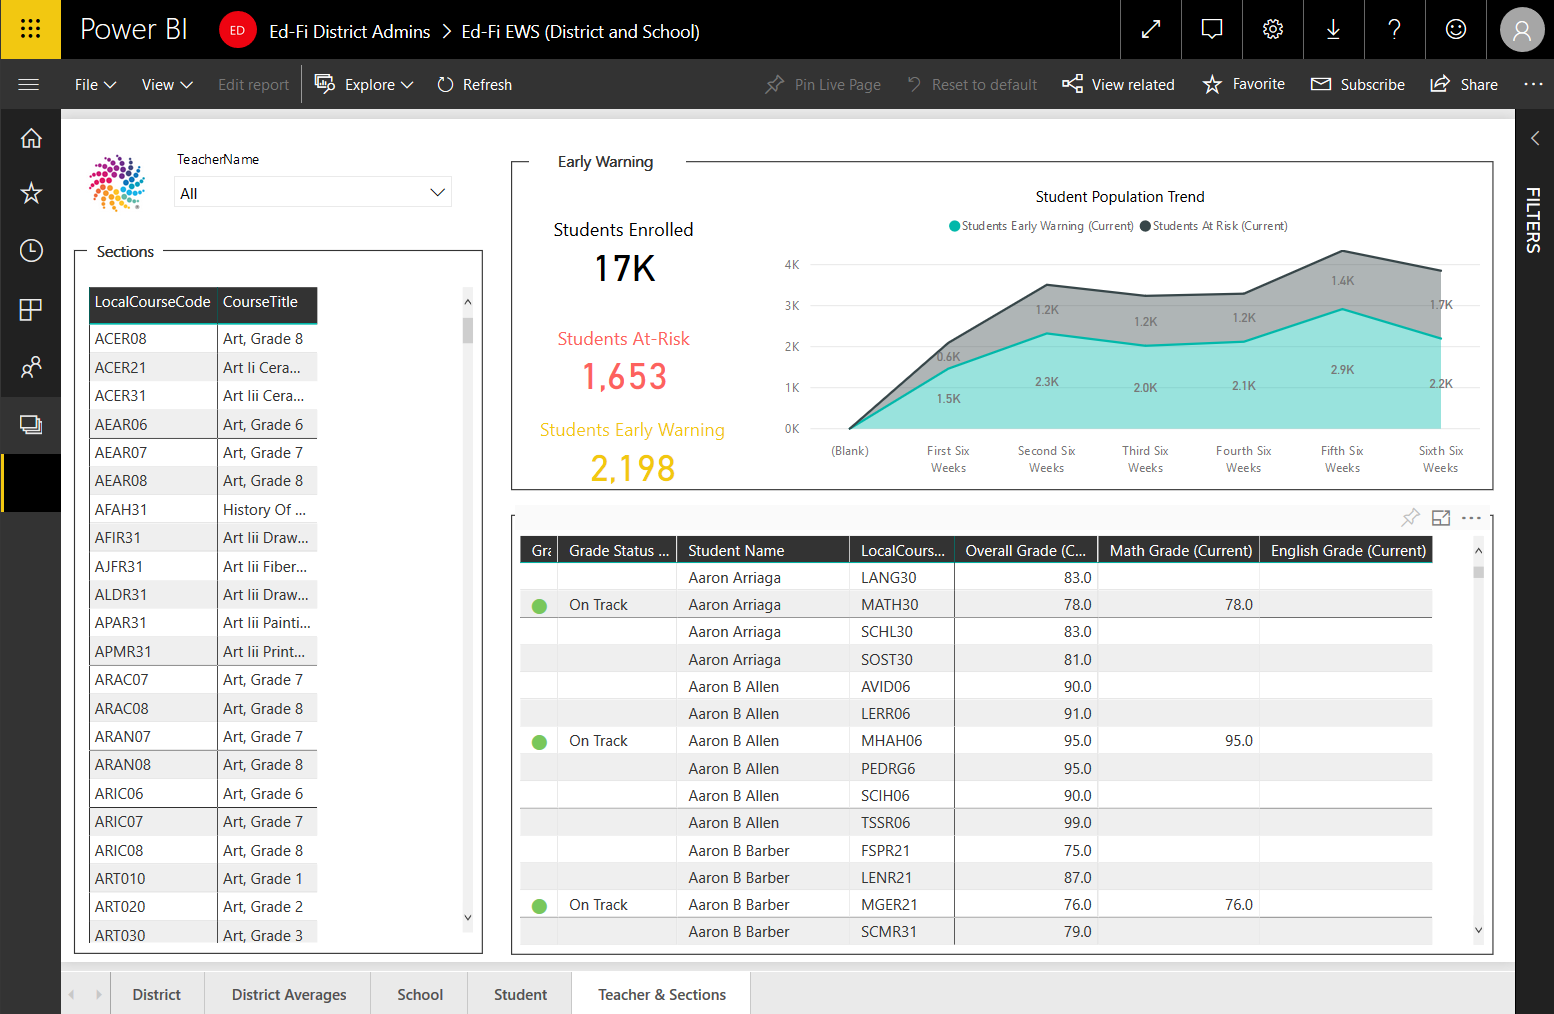 Power BI
ED
Ed-Fi District Admins > Ed-Fi EWS (District and School)
?
File View Edit report Explore Refresh Pin Live Page Reset to default View related Favorite Subscribe Share ...
FILTERS
TeacherName
All
Sections
LocalCourseCode CourseTitle
ACER08 Art, Grade 8
ACER21 Art Ii Cera...
ACER31 Art Iii Cera...
AEAR06 Art, Grade 6
AEAR07 Art, Grade 7
AEAR08 Art, Grade 8
AFAH31 History Of ...
AFIR31 Art Iii Draw...
AJFR31 Art Iii Fiber...
ALDR31 Art Iii Draw...
APAR31 Art Iii Painti...
APMR31 Art Iii Print...
ARAC07 Art, Grade 7
ARAC08 Art, Grade 8
ARAN07 Art, Grade 7
ARAN08 Art, Grade 8
ARIC06 Art, Grade 6
ARIC07 Art, Grade 7
ARIC08 Art, Grade 8
ART010 Art, Grade 1
ART020 Art, Grade 2
ART030 Art, Grade 3
Early Warning
Students Enrolled
17K
Students At-Risk
1,653
Students Early Warning
2,198
Student Population Trend
Students Early Warning (Current) Students At Risk (Current)
4K
3K
2K
1K
0K
0.6K 1.2K 1.2K 1.2K 1.4K 1.7K
1.5K 2.3K 2.0K 2.1K 2.9K 2.2K
(Blank) First Six Second Six Third Six Fourth Six Fifth Six Sixth Six
Weeks Weeks Weeks Weeks Weeks Weeks
Gra Grade Status ... Student Name LocalCours... Overall Grade (C... Math Grade (Current) English Grade (Current)
Aaron Arriaga LANG30 83.0
On Track Aaron Arriaga MATH30 78.0 78.0
Aaron Arriaga SCHL30 83.0
Aaron Arriaga SOST30 81.0
Aaron B Allen AVID06 90.0
Aaron B Allen LERR06 91.0
On Track Aaron B Allen MHAH06 95.0 95.0
Aaron B Allen PEDRG6 95.0
Aaron B Allen SCIH06 90.0
Aaron B Allen TSSR06 99.0
Aaron B Barber FSPR21 75.0
Aaron B Barber LENR21 87.0
On Track Aaron B Barber MGER21 76.0 76.0
Aaron B Barber SCMR31 79.0
District District Averages School Student Teacher & Sections